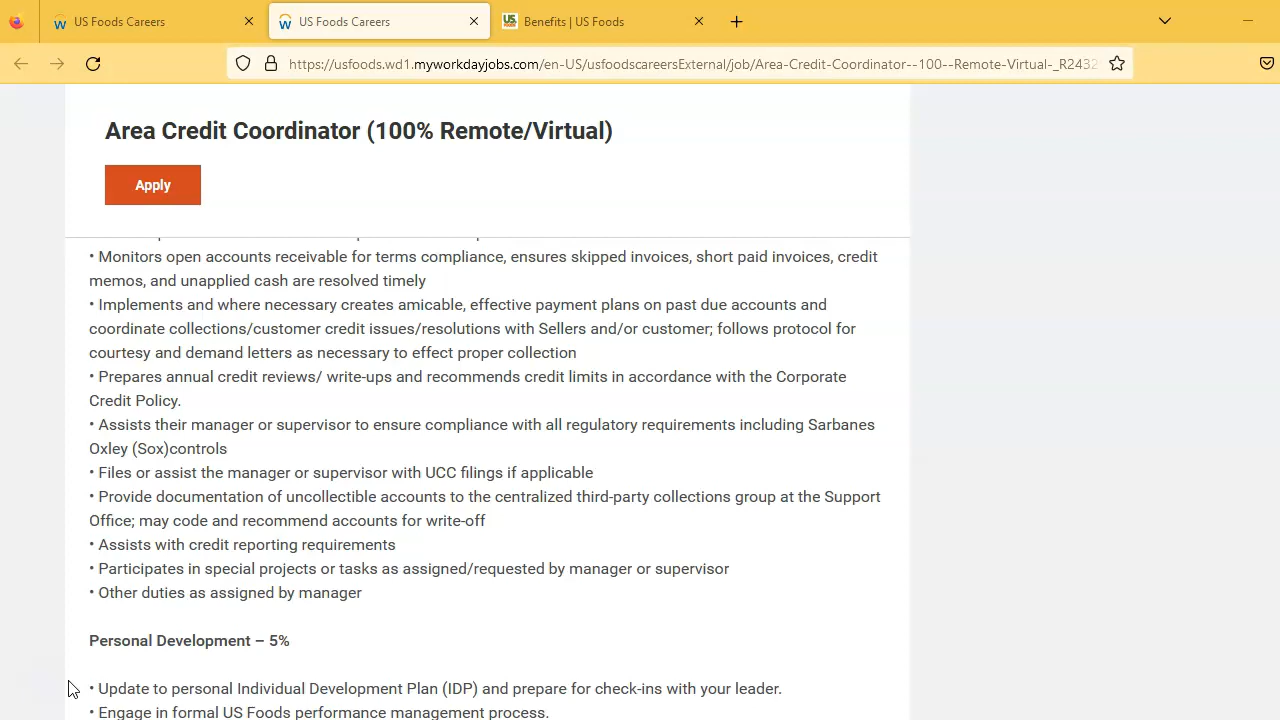 US Foods Careers
US Foods Careers
Benefits | US Foods
https://usfoods.wd1.myworkdayjobs.com/en-US/usfoodscareersExternal/job/Area-Credit-Coordinator--100--Remote-Virtual-_R2432
Area Credit Coordinator (100% Remote/Virtual)
Apply
• Monitors open accounts receivable for terms compliance, ensures skipped invoices, short paid invoices, credit
memos, and unapplied cash are resolved timely
• Implements and where necessary creates amicable, effective payment plans on past due accounts and
coordinate collections/customer credit issues/resolutions with Sellers and/or customer; follows protocol for
courtesy and demand letters as necessary to effect proper collection
• Prepares annual credit reviews/ write-ups and recommends credit limits in accordance with the Corporate
Credit Policy.
• Assists their manager or supervisor to ensure compliance with all regulatory requirements including Sarbanes
Oxley (Sox)controls
• Files or assist the manager or supervisor with UCC filings if applicable
• Provide documentation of uncollectible accounts to the centralized third-party collections group at the Support
Office; may code and recommend accounts for write-off
• Assists with credit reporting requirements
• Participates in special projects or tasks as assigned/requested by manager or supervisor
• Other duties as assigned by manager
Personal Development – 5%
• Update to personal Individual Development Plan (IDP) and prepare for check-ins with your leader.
• Engage in formal US Foods performance management process.